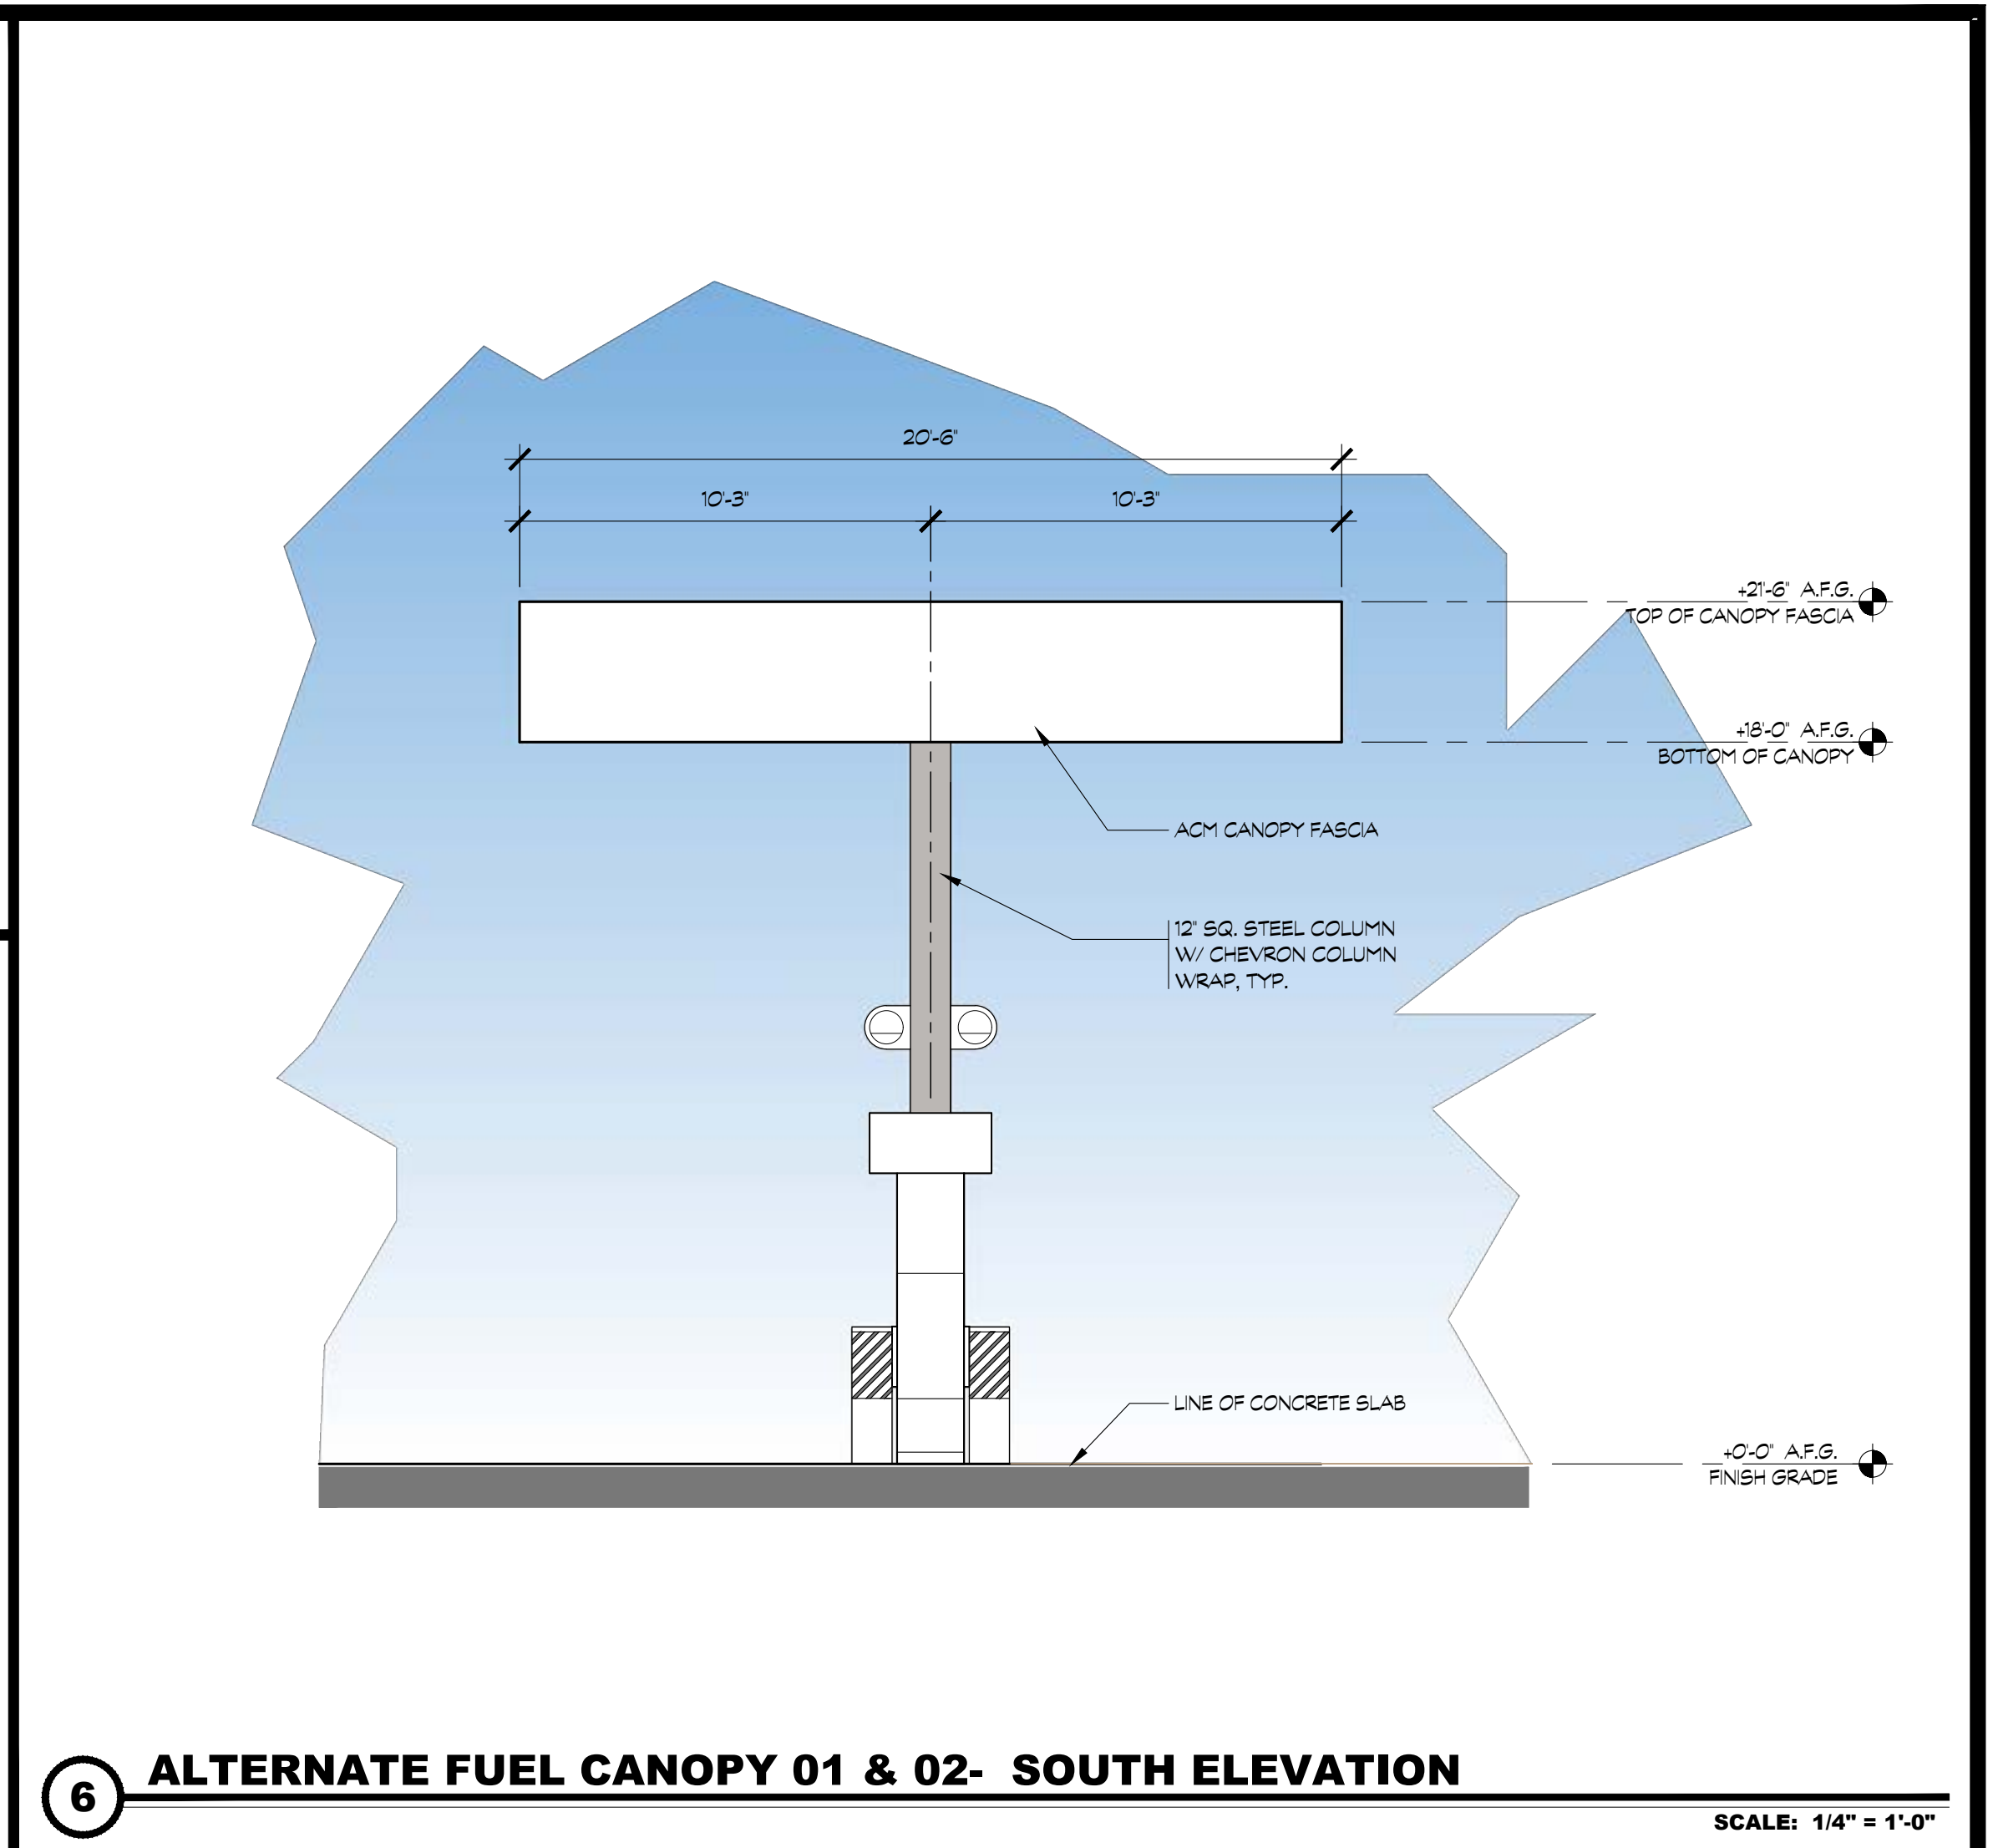 20'-6"
10'-3"
10'-3"
+21'-6" A.F.G.
TOP OF CANOPY FASCIA
+18'-0" A.F.G.
BOTTOM OF CANOPY
ACM CANOPY FASCIA
12" SQ. STEEL COLUMN
W/ CHEVRON COLUMN
WRAP, TYP.
LINE OF CONCRETE SLAB
+0'-0" A.F.G.
FINISH GRADE
6
ALTERNATE FUEL CANOPY 01 & 02- SOUTH ELEVATION
SCALE: 1/4" = 1'-0"